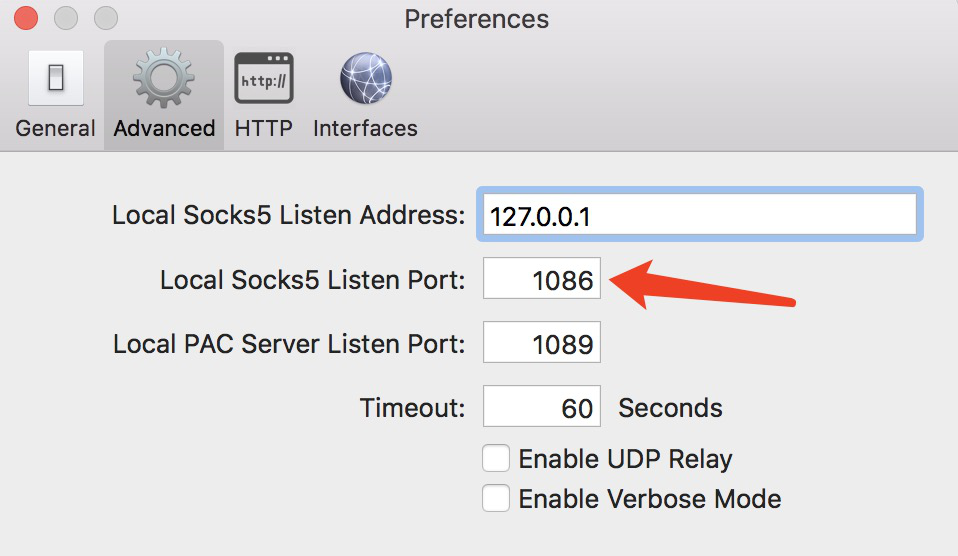 Preferences
General Advanced HTTP Interfaces
http://
Local Socks5 Listen Address: 127.0.0.1
Local Socks5 Listen Port: 1086
Local PAC Server Listen Port: 1089
Timeout: 60 Seconds
Enable UDP Relay
Enable Verbose Mode